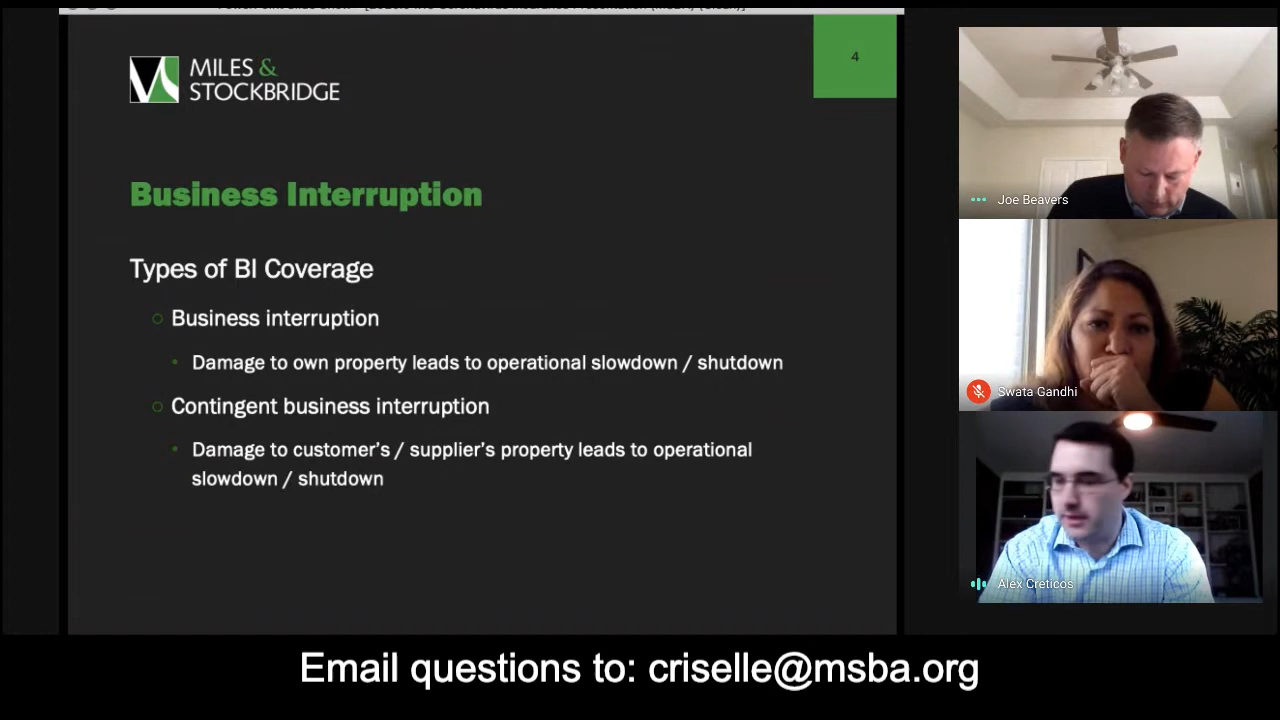 4
MILES &
STOCKBRIDGE
Business Interruption
Types of BI Coverage
Business interruption
Damage to own property leads to operational slowdown / shutdown
Contingent business interruption
Damage to customer's / supplier's property leads to operational
slowdown / shutdown
Joe Beavers
Swata Gandhi
Alex Creticos
Email questions to: criselle@msba.org